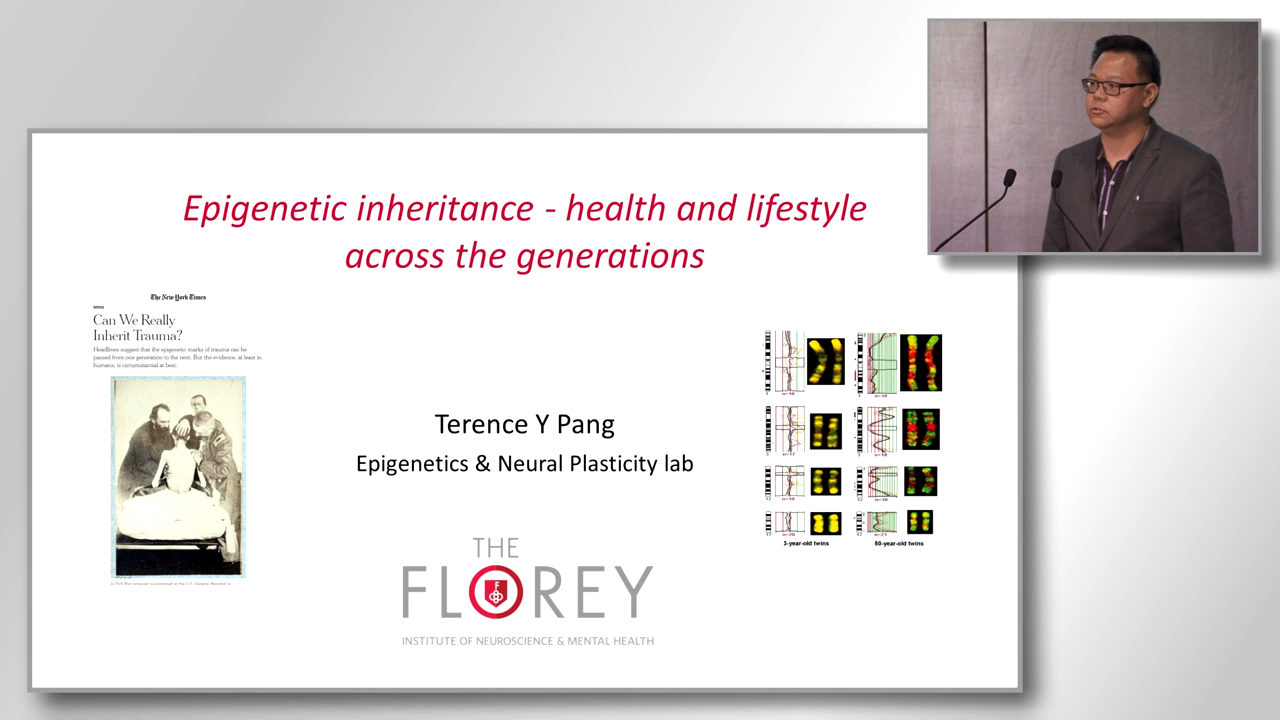 Epigenetic inheritance - health and lifestyle
across the generations
The New York Times
MIND
Can We Really
Inherit Trauma?
Headlines suggest that the epigenetic marks of trauma can be
passed from one generation to the next. But the evidence, at least in
humans, is circumstantial at best.
Terence Y Pang
Epigenetics & Neural Plasticity lab
3-year-old twins
50-year-old twins
THE
FLOREY
INSTITUTE OF NEUROSCIENCE & MENTAL HEALTH